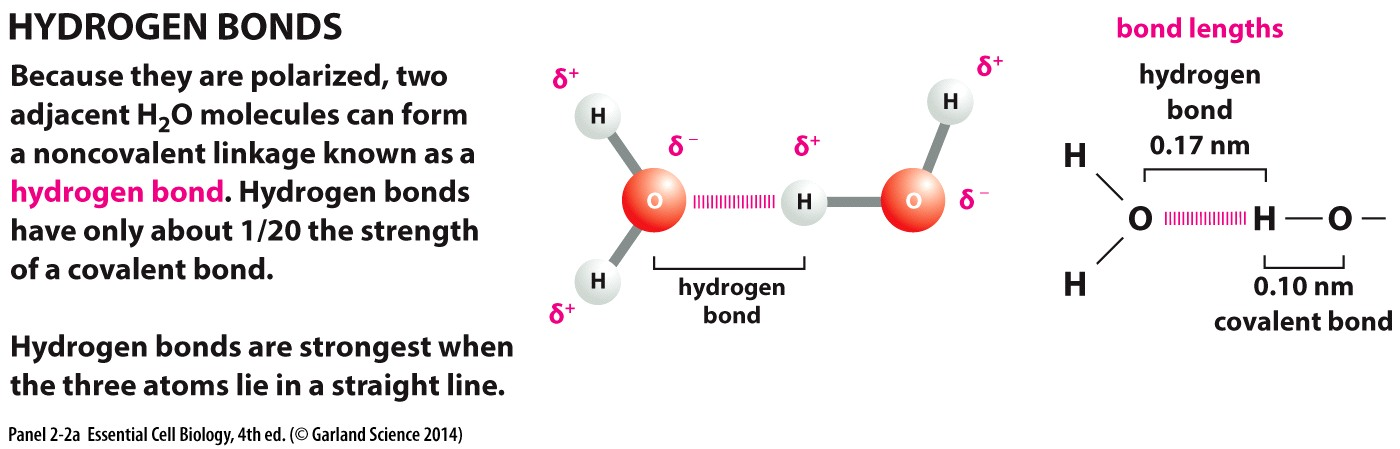 HYDROGEN BONDS
Because they are polarized, two
adjacent H₂O molecules can form
a noncovalent linkage known as a
hydrogen bond. Hydrogen bonds
have only about 1/20 the strength
of a covalent bond.
Hydrogen bonds are strongest when
the three atoms lie in a straight line.
δ⁺
H
δ⁻
O
H
δ⁺
δ⁺
H
δ⁺
H
O
δ⁻
hydrogen
bond
bond lengths
hydrogen
bond
0.17 nm
H
O H — O —
H
0.10 nm
covalent bond
Panel 2-2a Essential Cell Biology, 4th ed. (© Garland Science 2014)